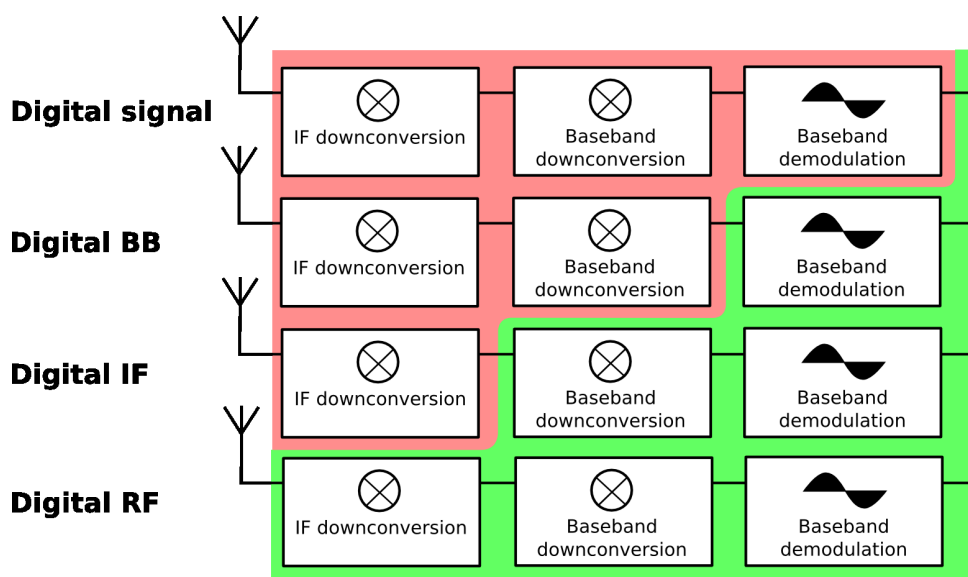 Digital signal
IF downconversion
Baseband
downconversion
Baseband
demodulation
Digital BB
IF downconversion
Baseband
downconversion
Baseband
demodulation
Digital IF
IF downconversion
Baseband
downconversion
Baseband
demodulation
Digital RF
IF downconversion
Baseband
downconversion
Baseband
demodulation